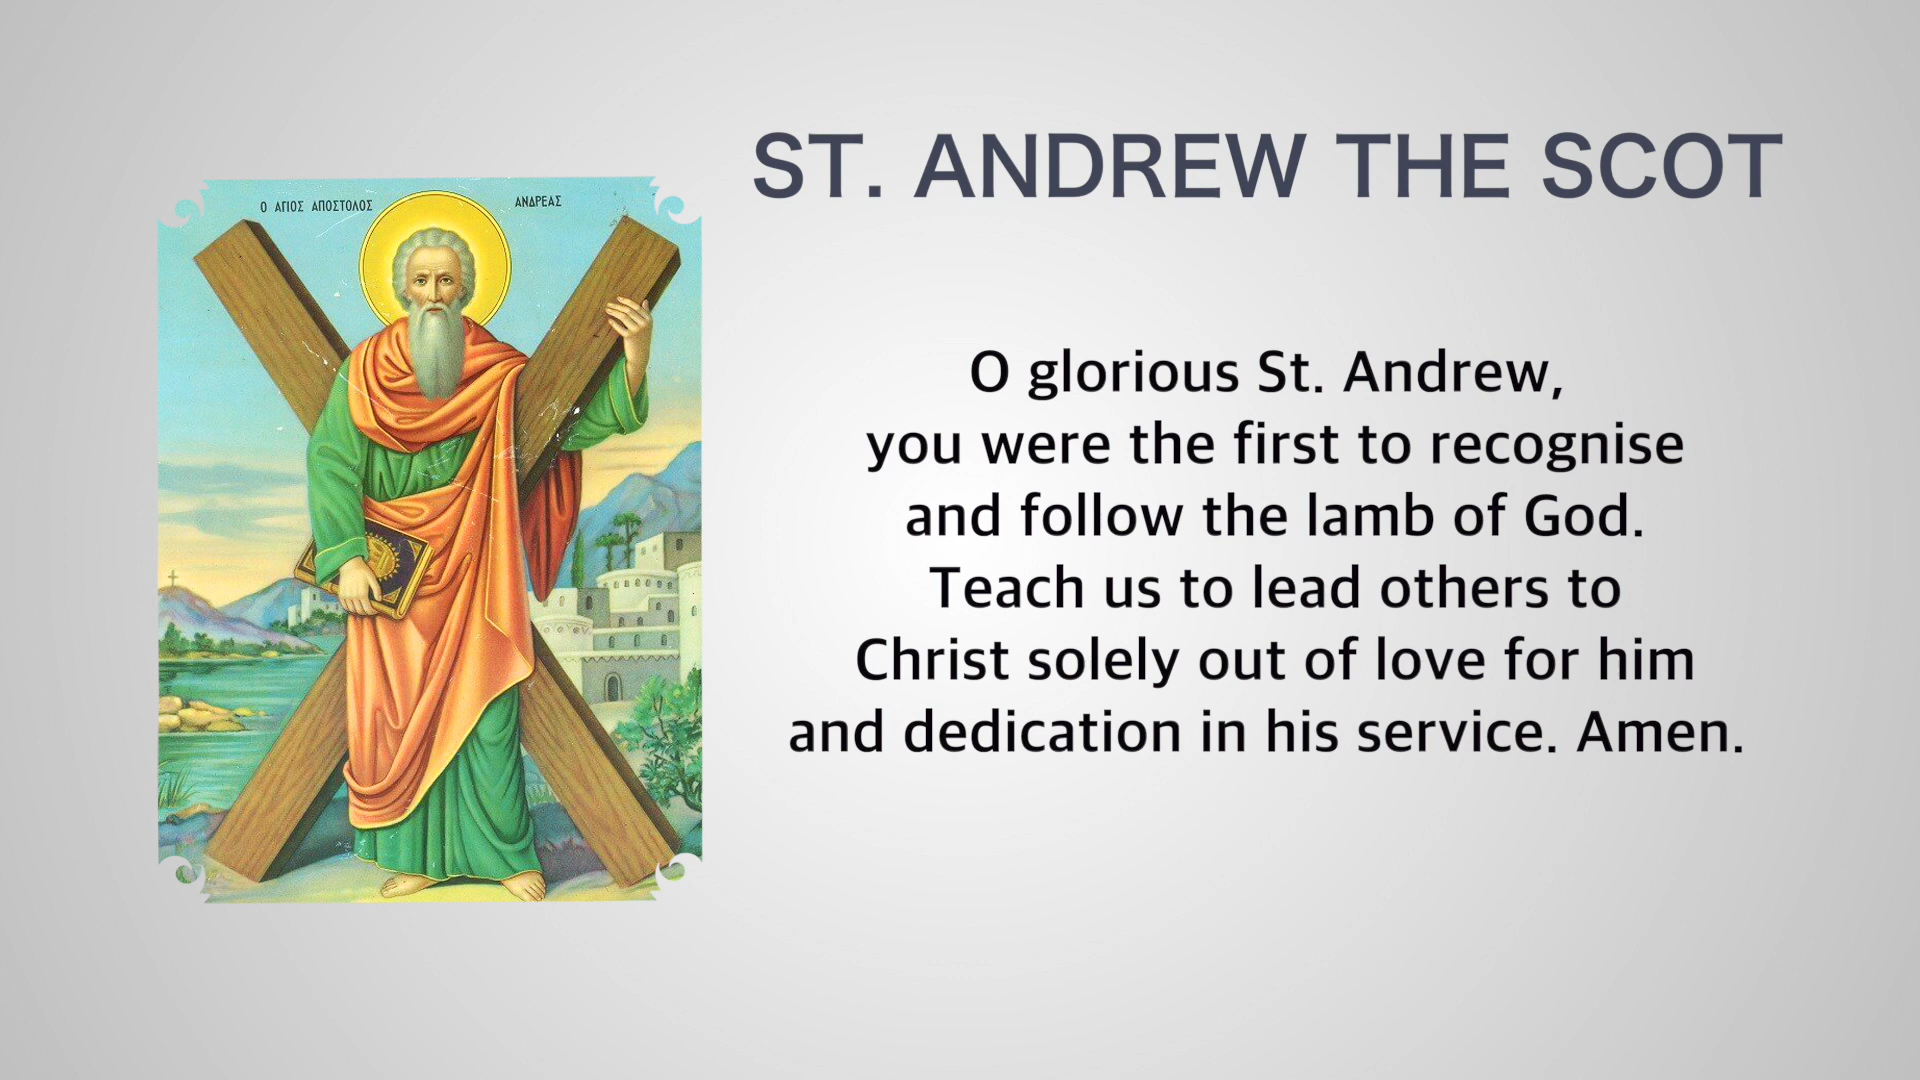 ST. ANDREW THE SCOT
Ο ΑΓΙΟΣ ΑΠΟΣΤΟΛΟΣ ΑΝΔΡΕΑΣ
O glorious St. Andrew,
you were the first to recognise
and follow the lamb of God.
Teach us to lead others to
Christ solely out of love for him
and dedication in his service. Amen.